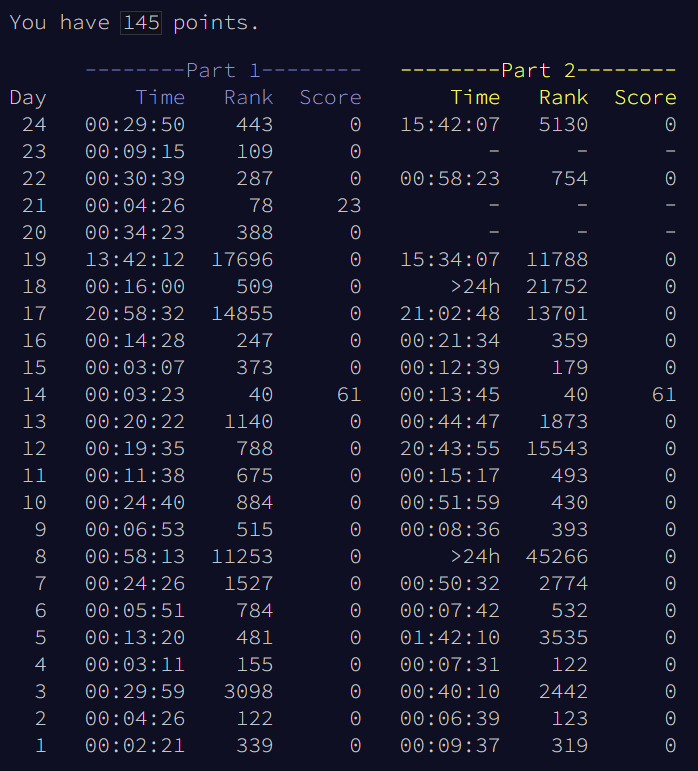 You have 145 points.
--------Part 1-------- --------Part 2--------
Day Time Rank Score Time Rank Score
24 00:29:50 443 0 15:42:07 5130 0
23 00:09:15 109 0 - - -
22 00:30:39 287 0 00:58:23 754 0
21 00:04:26 78 23 - - -
20 00:34:23 388 0 - - -
19 13:42:12 17696 0 15:34:07 11788 0
18 00:16:00 509 0 >24h 21752 0
17 20:58:32 14855 0 21:02:48 13701 0
16 00:14:28 247 0 00:21:34 359 0
15 00:03:07 373 0 00:12:39 179 0
14 00:03:23 40 61 00:13:45 40 61
13 00:20:22 1140 0 00:44:47 1873 0
12 00:19:35 788 0 20:43:55 15543 0
11 00:11:38 675 0 00:15:17 493 0
10 00:24:40 884 0 00:51:59 430 0
9 00:06:53 515 0 00:08:36 393 0
8 00:58:13 11253 0 >24h 45266 0
7 00:24:26 1527 0 00:50:32 2774 0
6 00:05:51 784 0 00:07:42 532 0
5 00:13:20 481 0 01:42:10 3535 0
4 00:03:11 155 0 00:07:31 122 0
3 00:29:59 3098 0 00:40:10 2442 0
2 00:04:26 122 0 00:06:39 123 0
1 00:02:21 339 0 00:09:37 319 0